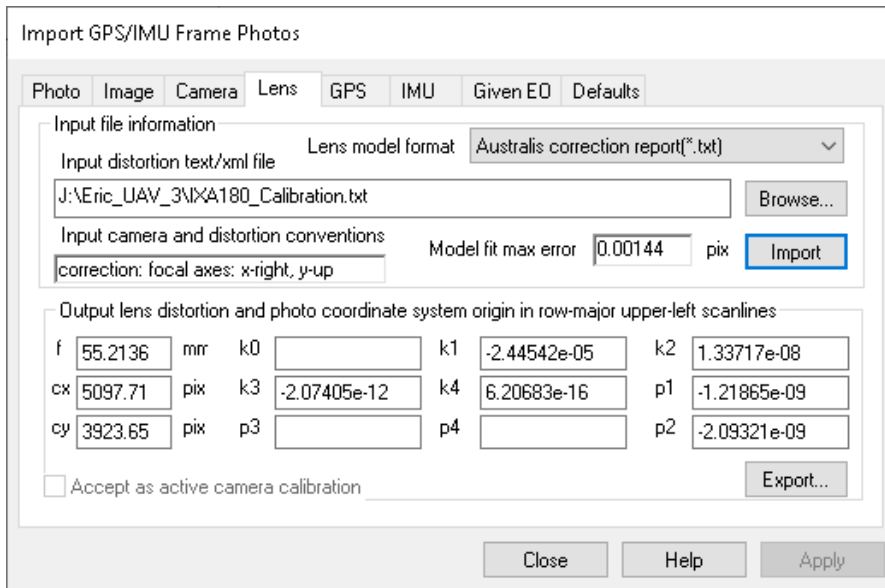 Import GPS/IMU Frame Photos
Photo Image Camera Lens GPS IMU Given EO Defaults
Input file information
Lens model format Australis correction report(*.txt)
Input distortion text/xml file
J:\Eric_UAV_3\IXA180_Calibration.txt Browse...
Input camera and distortion conventions
Model fit max error 0.00144 pix Import
correction: focal axes: x-right, y-up
Output lens distortion and photo coordinate system origin in row-major upper-left scanlines
f 55.2136 mm k0 k1 -2.44542e-05 k2 1.33717e-08
cx 5097.71 pix k3 -2.07405e-12 k4 6.20683e-16 p1 -1.21865e-09
cy 3923.65 pix p3 p4 p2 -2.09321e-09
Accept as active camera calibration Export...
Close Help Apply